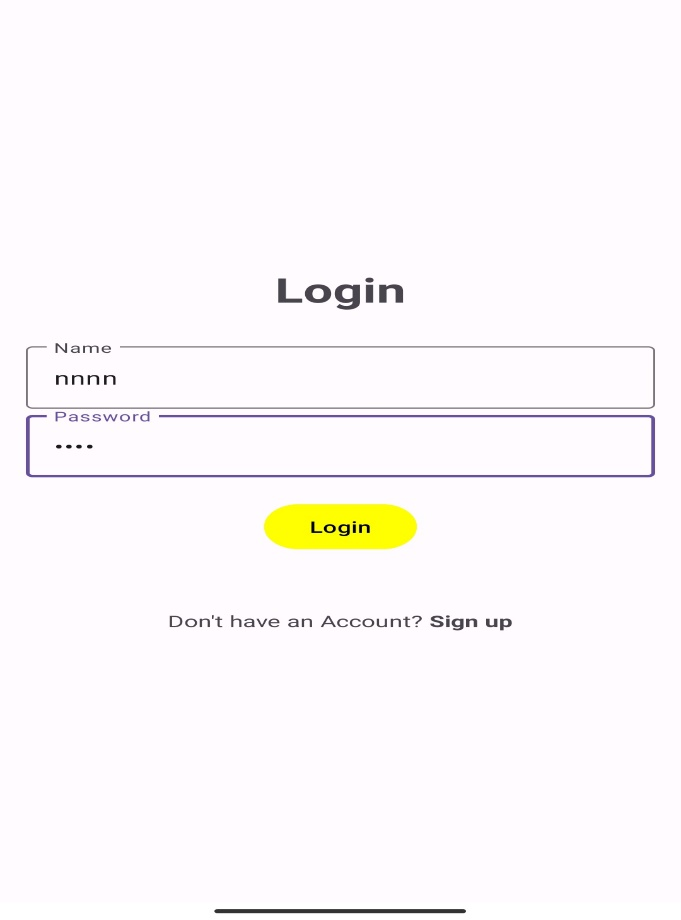 Login
Name
nnnn
Password
••••
Login
Don't have an Account? Sign up